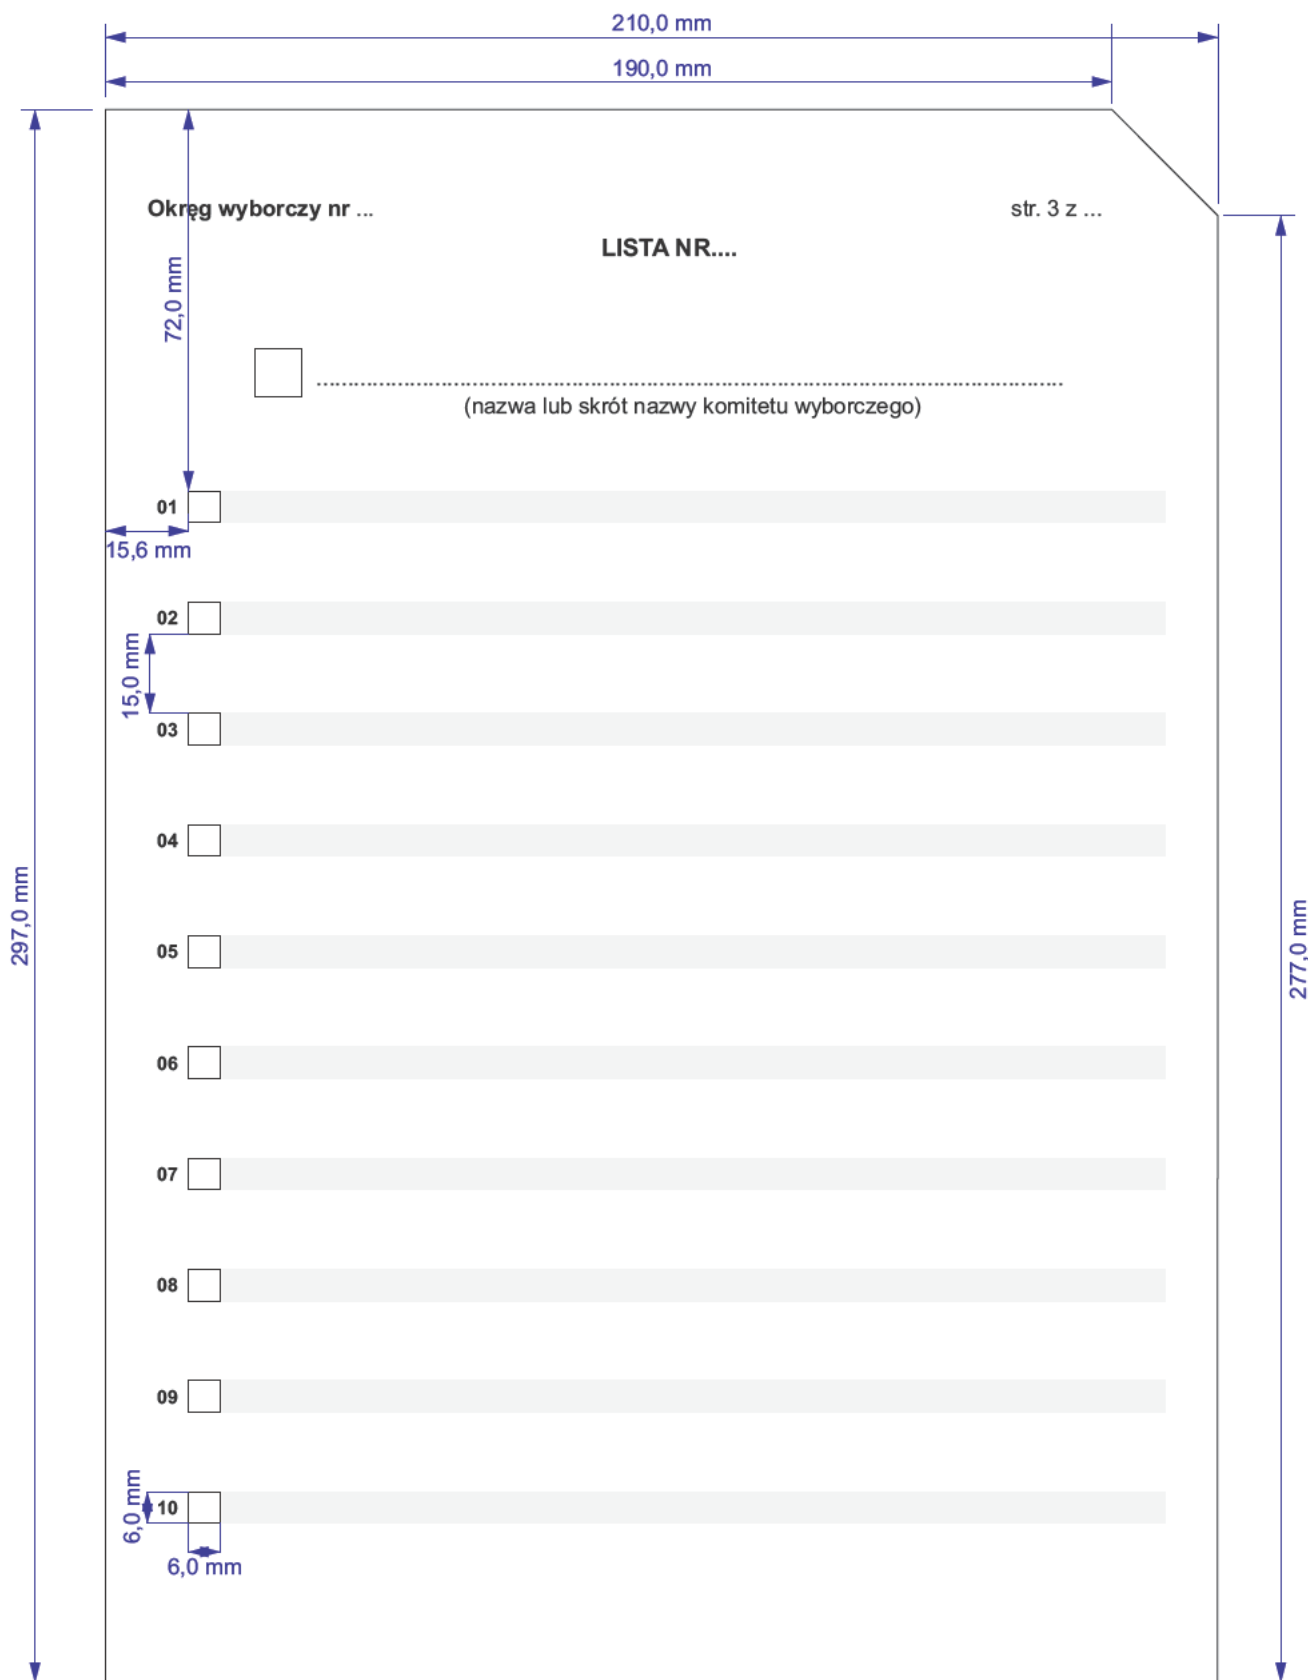 210,0 mm
190,0 mm
Okręg wyborczy nr ...
str. 3 z ...
LISTA NR....
72,0 mm
................................................................................................................................
(nazwa lub skrót nazwy komitetu wyborczego)
01
15,6 mm
02
15,0 mm
03
04
297,0 mm
05
277,0 mm
06
07
08
09
6,0 mm
10
6,0 mm